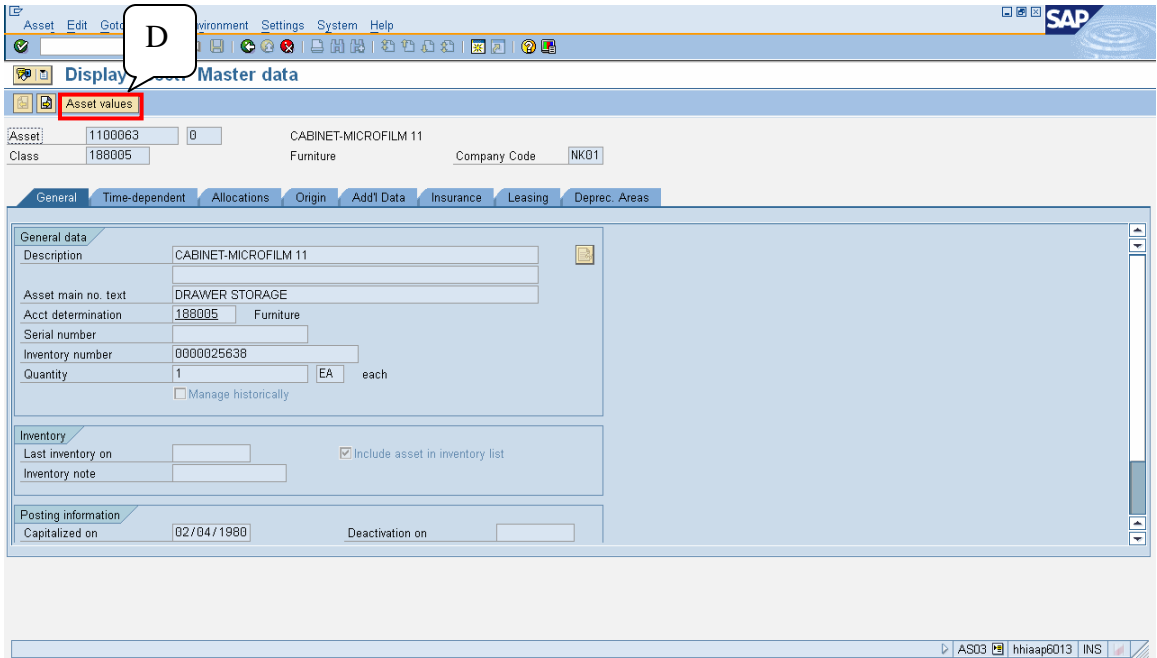 Asset Edit Goto Environment Settings System Help
SAP
D
Display Asset: Master data
Asset values
Asset 1100063 0 CABINET-MICROFILM 11
Class 188005 Furniture Company Code NK01
General Time-dependent Allocations Origin Add'l Data Insurance Leasing Deprec. Areas
General data
Description CABINET-MICROFILM 11
Asset main no. text DRAWER STORAGE
Acct determination 188005 Furniture
Serial number
Inventory number 0000025638
Quantity 1 EA each
Manage historically
Inventory
Last inventory on Include asset in inventory list
Inventory note
Posting information
Capitalized on 02/04/1980 Deactivation on
AS03 hhiaap6013 INS